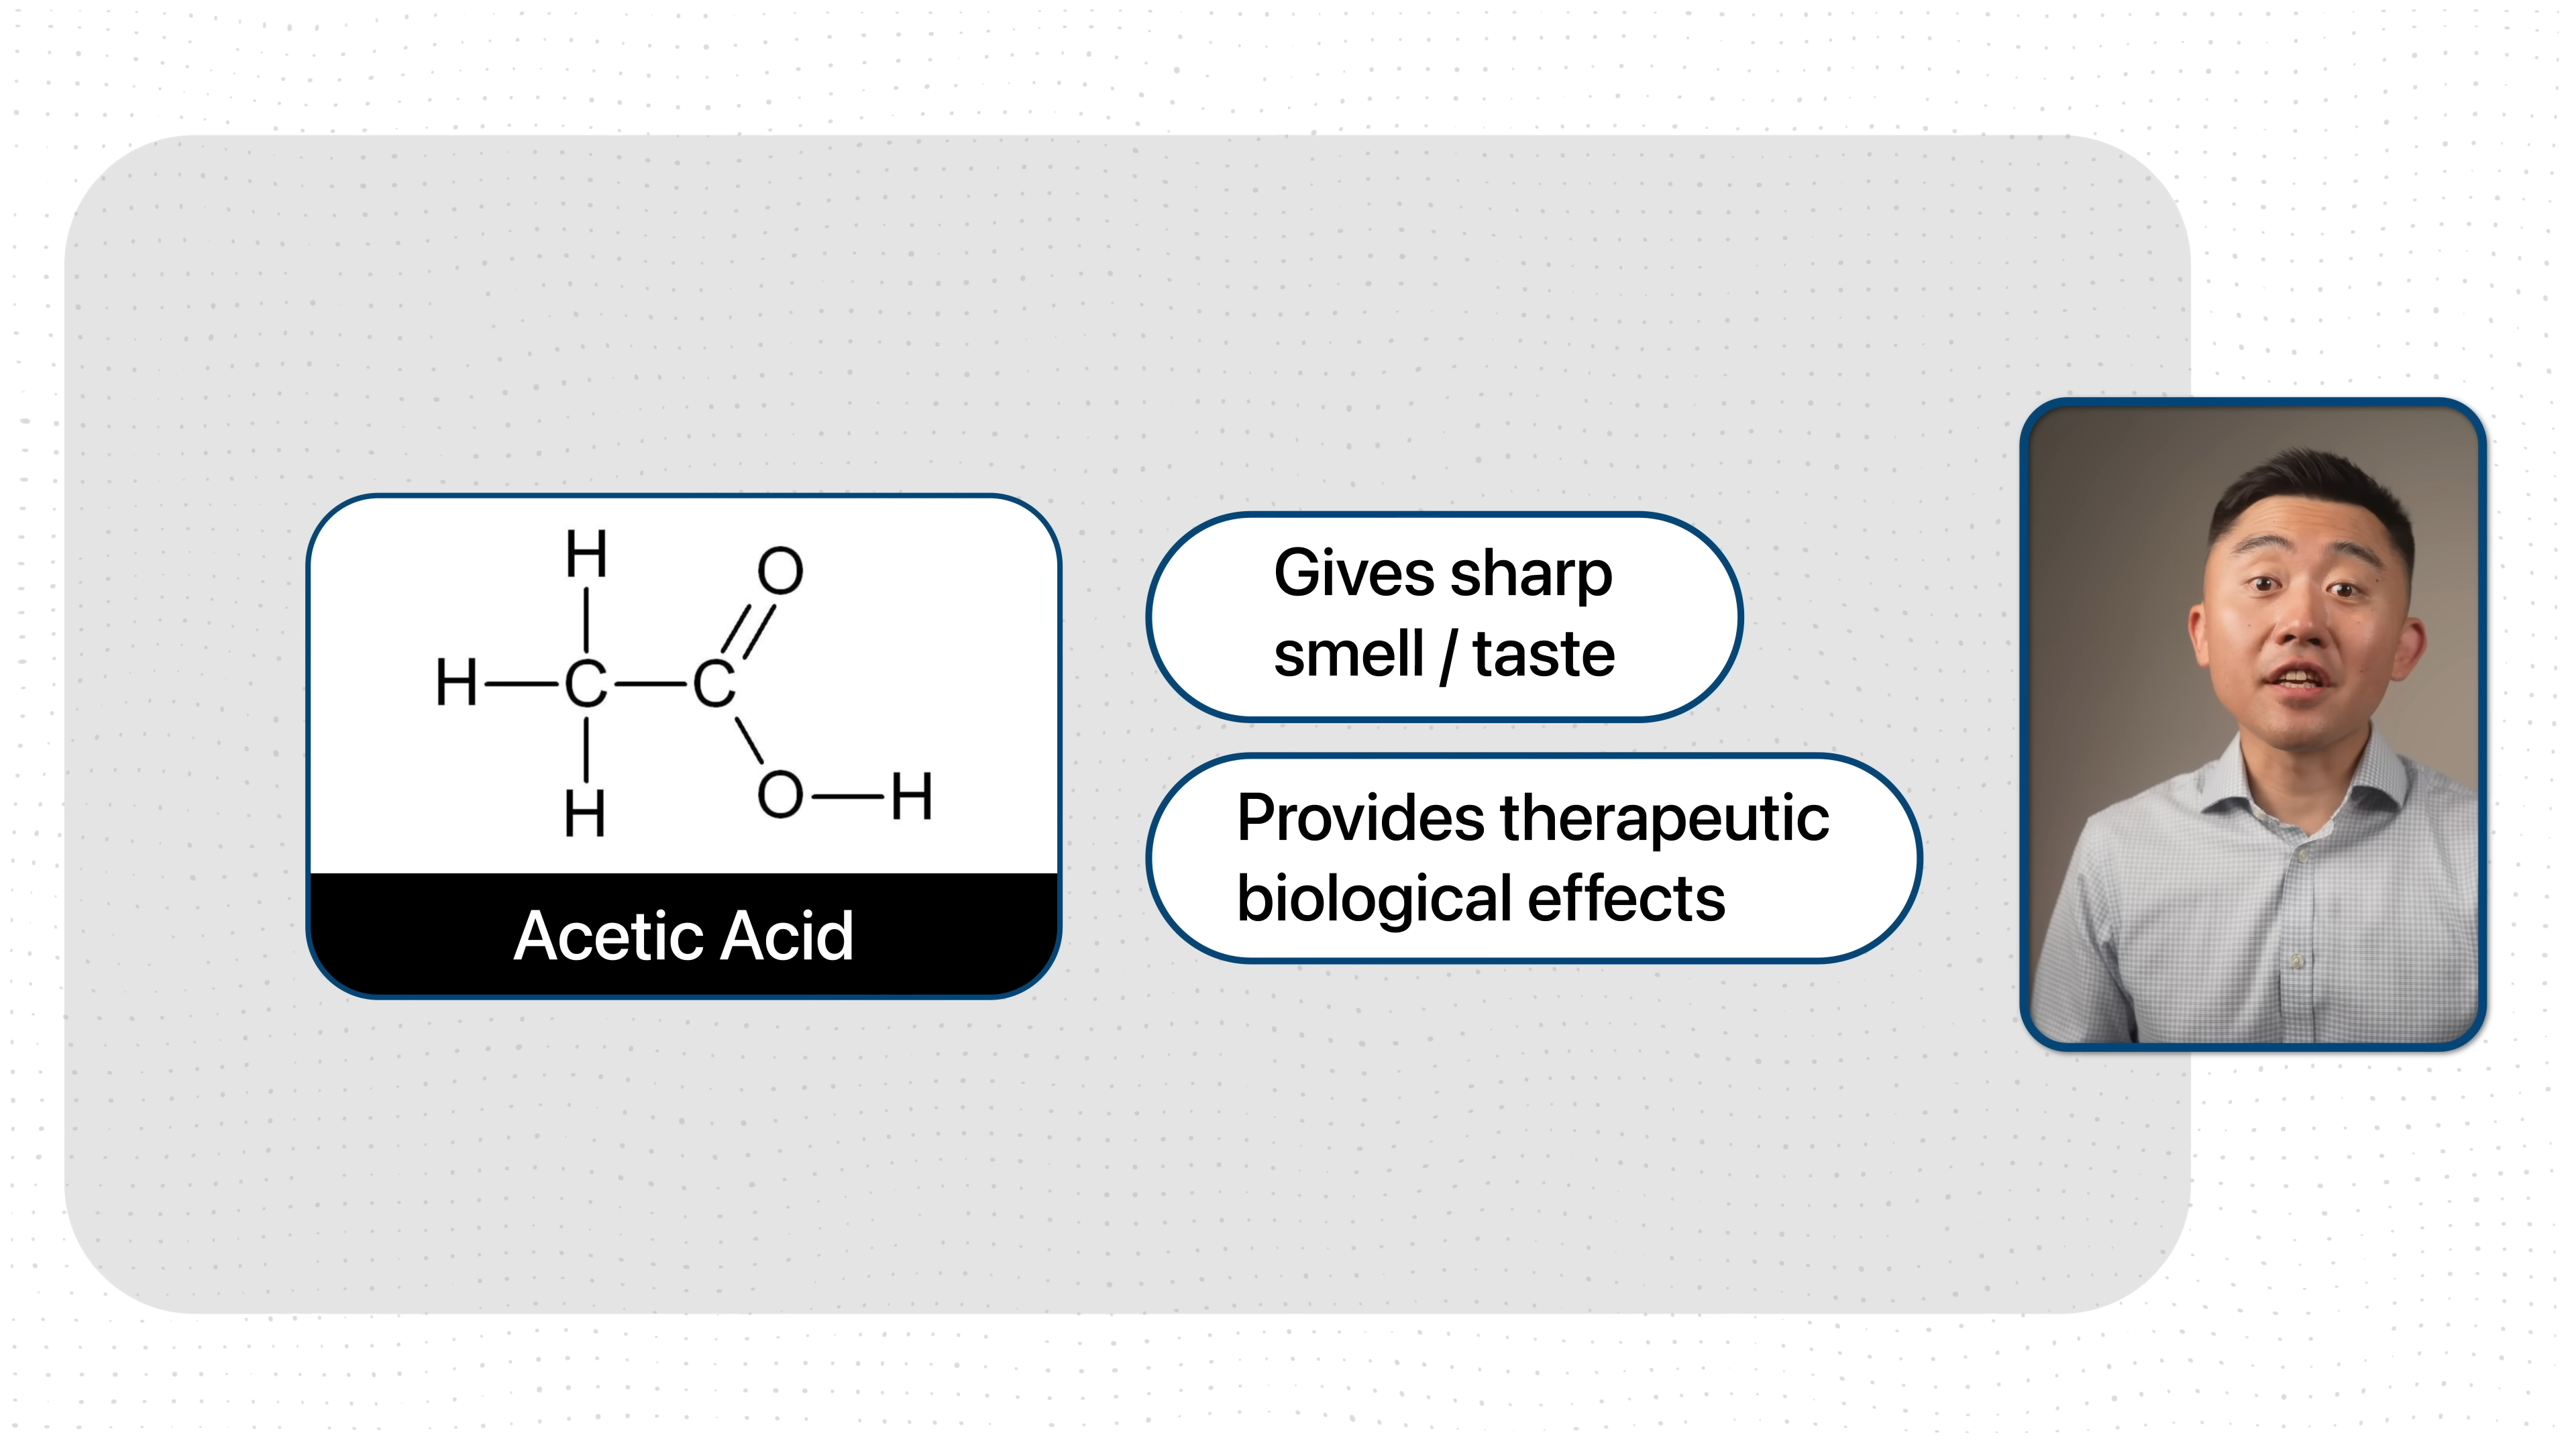 H
O
H C C
H
O H
Acetic Acid
Gives sharp
smell / taste
Provides therapeutic
biological effects